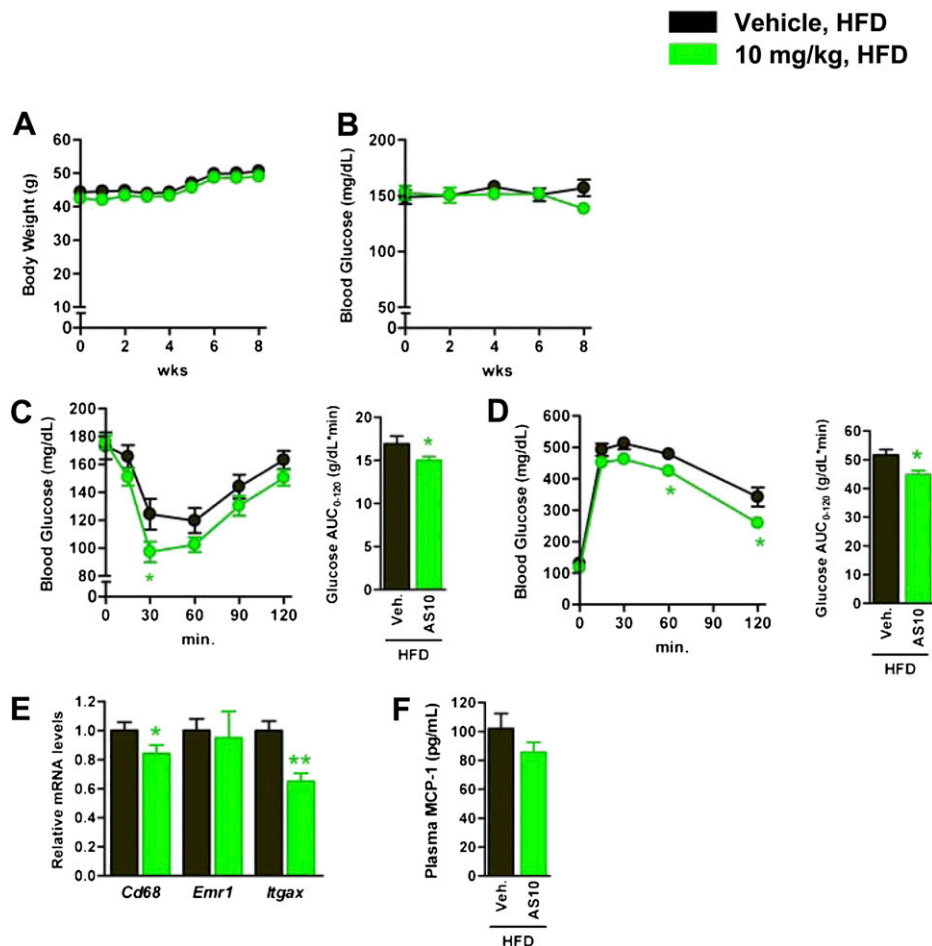 Vehicle, HFD
10 mg/kg, HFD
A
Body Weight (g)
60
50
40
30
20
10
0
0 2 4 6 8
wks
B
Blood Glucose (mg/dL)
200
150
100
50
0
0 2 4 6 8
wks
C
Blood Glucose (mg/dL)
180
160
140
120
100
80
0
*
0 30 60 90 120
min.
Glucose AUC0-120 (g/dL*min)
20
15
10
5
0
*
Veh. AS10
HFD
D
Blood Glucose (mg/dL)
600
500
400
300
200
100
0
*
*
0 30 60 90 120
min.
Glucose AUC0-120 (g/dL*min)
60
50
40
30
20
10
0
*
Veh. AS10
HFD
E
Relative mRNA levels
1.2
1.0
0.8
0.6
0.4
0.2
0
*
**
Cd68 Emr1 Itgax
F
Plasma MCP-1 (pg/mL)
120
100
80
60
40
20
0
Veh. AS10
HFD